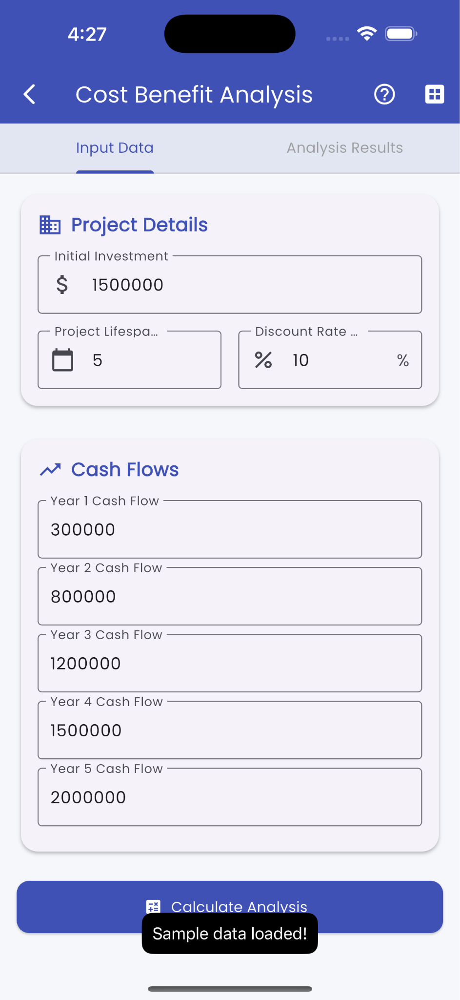 4:27
Cost Benefit Analysis
Input Data
Analysis Results
Project Details
Initial Investment
$ 1500000
Project Lifespa...
5
Discount Rate ...
% 10 %
Cash Flows
Year 1 Cash Flow
300000
Year 2 Cash Flow
800000
Year 3 Cash Flow
1200000
Year 4 Cash Flow
1500000
Year 5 Cash Flow
2000000
Calculate Analysis
Sample data loaded!